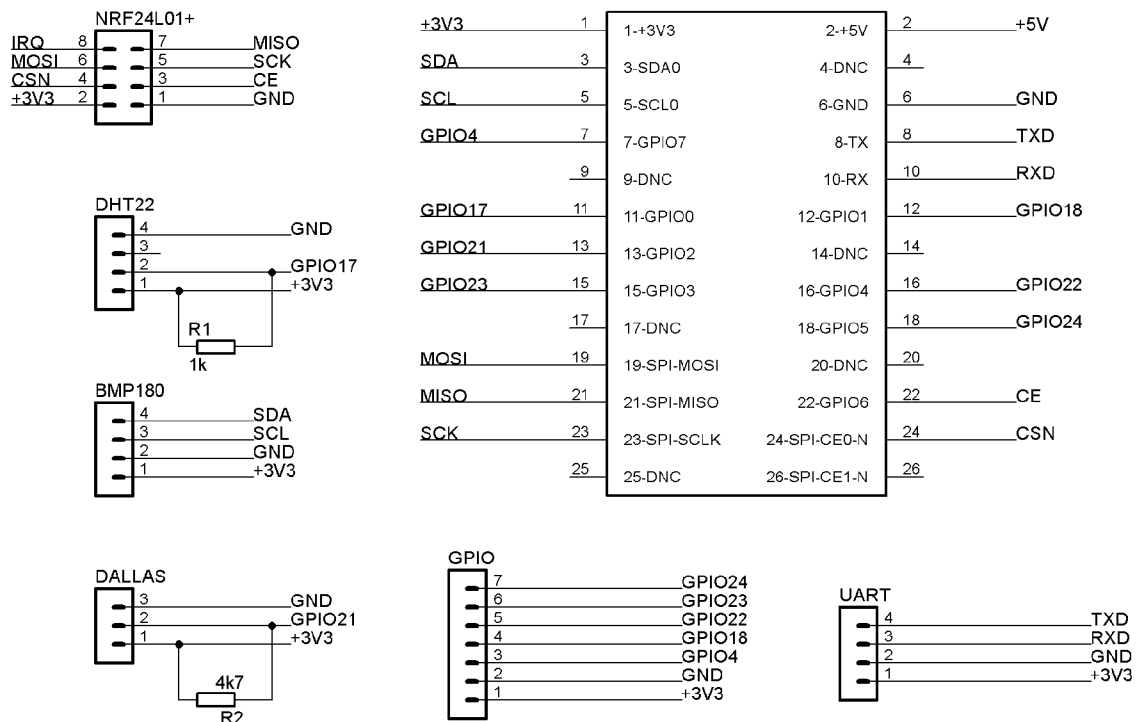 NRF24L01+
IRQ 8 7 MISO
MOSI 6 5 SCK
CSN 4 3 CE
+3V3 2 1 GND
DHT22
4 GND
3
2 GPIO17
1 +3V3
R1
1k
BMP180
4 SDA
3 SCL
2 GND
1 +3V3
DALLAS
3 GND
2 GPIO21
1 +3V3
4k7
R2
+3V3 1 1-+3V3 2-+5V 2 +5V
SDA 3 3-SDA0 4-DNC 4
SCL 5 5-SCL0 6-GND 6 GND
GPIO4 7 7-GPIO7 8-TX 8 TXD
9 9-DNC 10-RX 10 RXD
GPIO17 11 11-GPIO0 12-GPIO1 12 GPIO18
GPIO21 13 13-GPIO2 14-DNC 14
GPIO23 15 15-GPIO3 16-GPIO4 16 GPIO22
17 17-DNC 18-GPIO5 18 GPIO24
MOSI 19 19-SPI-MOSI 20-DNC 20
MISO 21 21-SPI-MISO 22-GPIO6 22 CE
SCK 23 23-SPI-SCLK 24-SPI-CE0-N 24 CSN
25 25-DNC 26-SPI-CE1-N 26
GPIO
7 GPIO24
6 GPIO23
5 GPIO22
4 GPIO18
3 GPIO4
2 GND
1 +3V3
UART
4 TXD
3 RXD
2 GND
1 +3V3